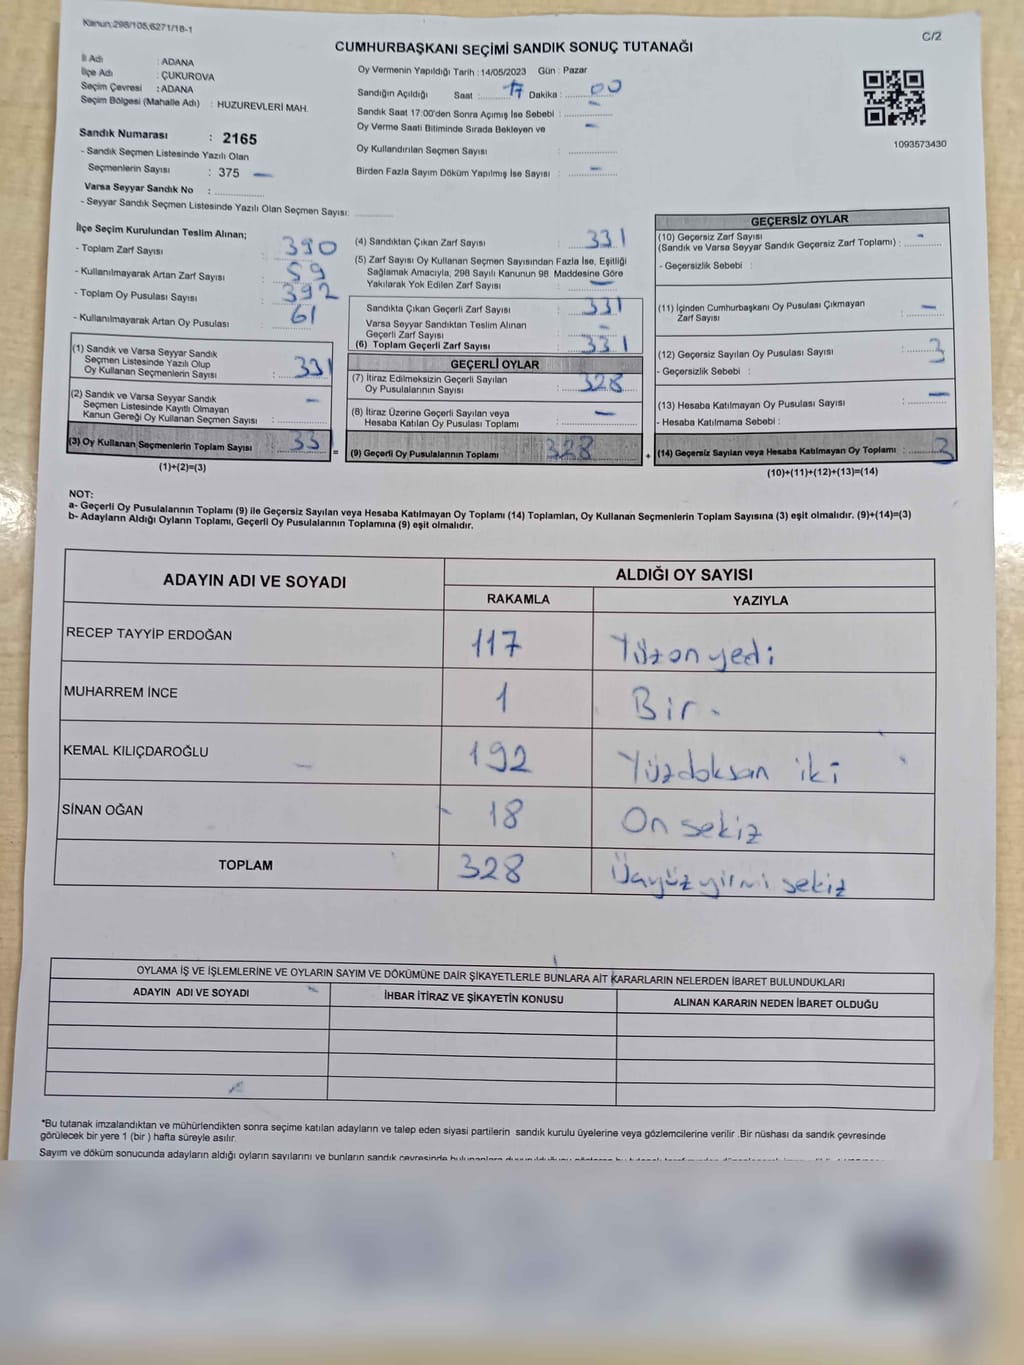 Kanun;298/105,6271/18-1
C/2
CUMHURBAŞKANI SEÇİMİ SANDIK SONUÇ TUTANAĞI
İl Adı : ADANA
İlçe Adı : ÇUKUROVA
Seçim Çevresi : ADANA
Seçim Bölgesi (Mahalle Adı) : HUZUREVLERİ MAH.
Sandık Numarası : 2165
- Sandık Seçmen Listesinde Yazılı Olan
Seçmenlerin Sayısı : 375 —
Varsa Seyyar Sandık No :
- Seyyar Sandık Seçmen Listesinde Yazılı Olan Seçmen Sayısı:
Oy Vermenin Yapıldığı Tarih : 14/05/2023 Gün : Pazar
Sandığın Açıldığı Saat : 17 Dakika : 00
Sandık Saat 17:00'den Sonra Açımış İse Sebebi : —
Oy Verme Saati Bitiminde Sırada Bekleyen ve —
Oy Kullandırılan Seçmen Sayısı :
Birden Fazla Sayım Döküm Yapılmış İse Sayısı : —
1093573430
İlçe Seçim Kurulundan Teslim Alınan;
- Toplam Zarf Sayısı : 390
- Kullanılmayarak Artan Zarf Sayısı : 59
- Toplam Oy Pusulası Sayısı : 392
- Kullanılmayarak Artan Oy Pusulası : 61
(1) Sandık ve Varsa Seyyar Sandık
Seçmen Listesinde Yazılı Olup
Oy Kullanan Seçmenlerin Sayısı : 331
(2) Sandık ve Varsa Seyyar Sandık
Seçmen Listesinde Kayıtlı Olmayan
Kanun Gereği Oy Kullanan Seçmen Sayısı : —
(3) Oy Kullanan Seçmenlerin Toplam Sayısı : 331
(1)+(2)=(3)
=
(4) Sandıktan Çıkan Zarf Sayısı : 331
(5) Zarf Sayısı Oy Kullanan Seçmen Sayısından Fazla İse, Eşitliği
Sağlamak Amacıyla, 298 Sayılı Kanunun 98 Maddesine Göre
Yakılarak Yok Edilen Zarf Sayısı : —
Sandıkta Çıkan Geçerli Zarf Sayısı : 331
Varsa Seyyar Sandıktan Teslim Alınan
Geçerli Zarf Sayısı : —
(6) Toplam Geçerli Zarf Sayısı : 331
GEÇERLİ OYLAR
(7) İtiraz Edilmeksizin Geçerli Sayılan
Oy Pusulalarının Sayısı : 328
(8) İtiraz Üzerine Geçerli Sayılan veya
Hesaba Katılan Oy Pusulası Toplamı : —
(9) Geçerli Oy Pusulalarının Toplamı 328
+
GEÇERSİZ OYLAR
(10) Geçersiz Zarf Sayısı
(Sandık ve Varsa Seyyar Sandık Geçersiz Zarf Toplamı) : -
- Geçersizlik Sebebi :
(11) İçinden Cumhurbaşkanı Oy Pusulası Çıkmayan
Zarf Sayısı : —
(12) Geçersiz Sayılan Oy Pusulası Sayısı : 3
- Geçersizlik Sebebi :
(13) Hesaba Katılmayan Oy Pusulası Sayısı : —
- Hesaba Katılmama Sebebi :
(14) Geçersiz Sayılan veya Hesaba Katılmayan Oy Toplamı : 3
(10)+(11)+(12)+(13)=(14)
NOT:
a- Geçerli Oy Pusulalarının Toplamı (9) ile Geçersiz Sayılan veya Hesaba Katılmayan Oy Toplamı (14) Toplamları, Oy Kullanan Seçmenlerin Toplam Sayısına (3) eşit olmalıdır. (9)+(14)=(3)
b- Adayların Aldığı Oyların Toplamı, Geçerli Oy Pusulalarının Toplamına (9) eşit olmalıdır.
ADAYIN ADI VE SOYADI
ALDIĞI OY SAYISI
RAKAMLA YAZIYLA
RECEP TAYYİP ERDOĞAN 117 Yüzonyedi
MUHARREM İNCE 1 Bir.
KEMAL KILIÇDAROĞLU 192 Yüzdoksan iki
SİNAN OĞAN 18 On sekiz
TOPLAM 328 Üçyüz yirmi sekiz
OYLAMA İŞ VE İŞLEMLERİNE VE OYLARIN SAYIM VE DÖKÜMÜNE DAİR ŞİKAYETLERLE BUNLARA AİT KARARLARIN NELERDEN İBARET BULUNDUKLARI
ADAYIN ADI VE SOYADI İHBAR İTİRAZ VE ŞİKAYETİN KONUSU ALINAN KARARIN NEDEN İBARET OLDUĞU
*Bu tutanak imzalandıktan ve mühürlendikten sonra seçime katılan adayların ve talep eden siyasi partilerin sandık kurulu üyelerine veya gözlemcilerine verilir .Bir nüshası da sandık çevresinde
görülecek bir yere 1 (bir ) hafta süreyle asılır.
Sayım ve döküm sonucunda adayların aldığı oyların sayılarını ve bunların sandık çevresinde